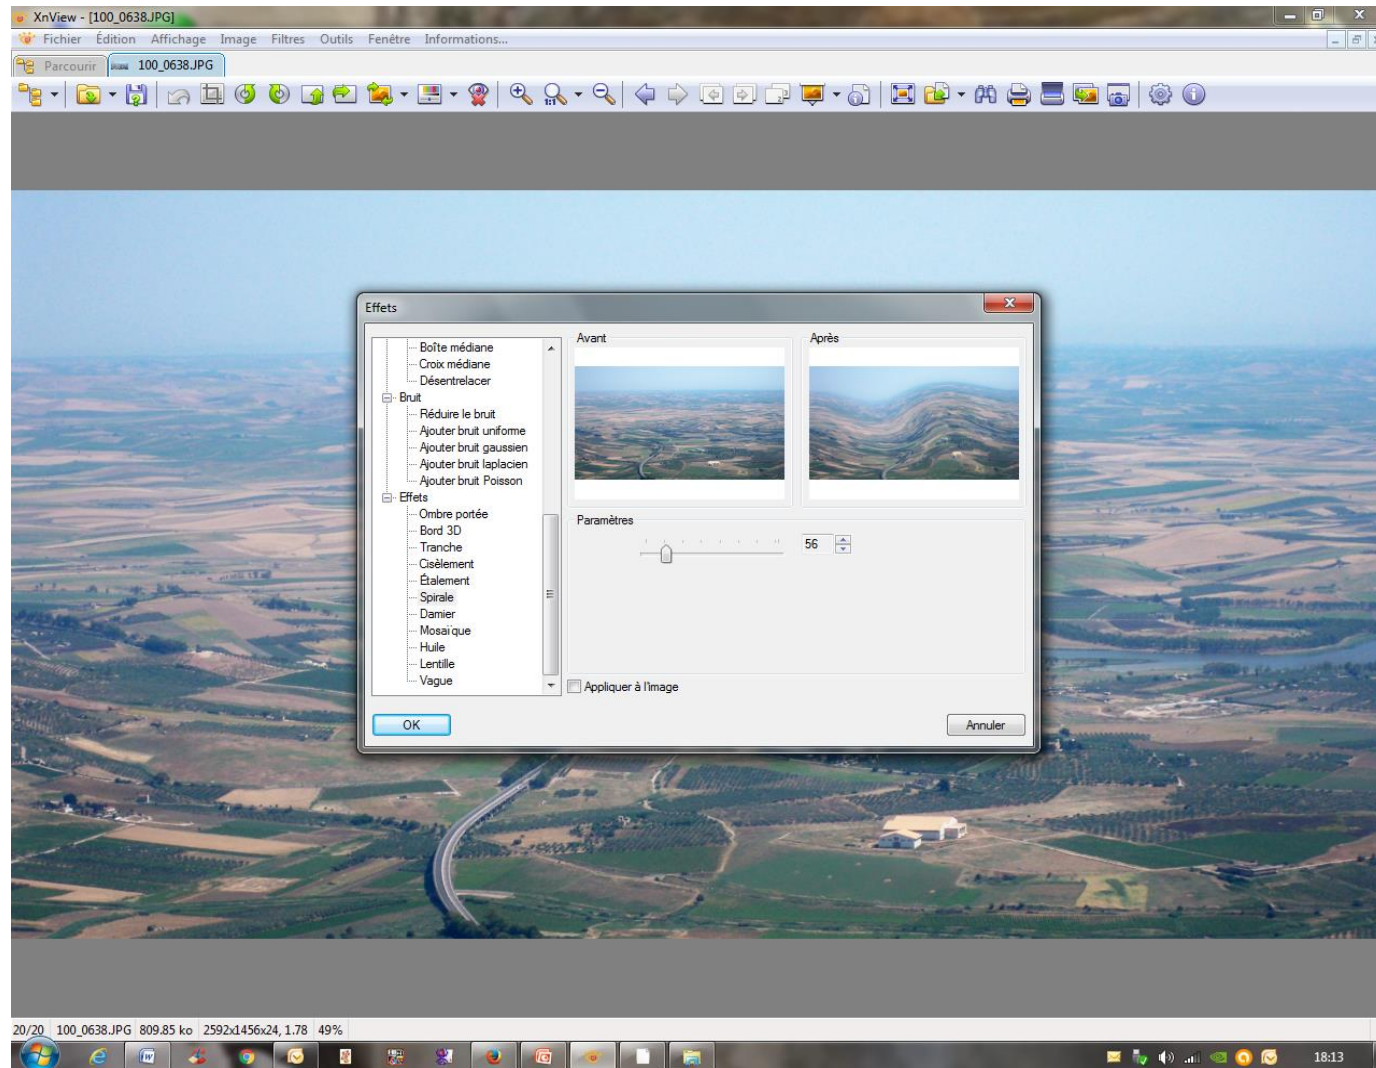 XnView - [100_0638.JPG]
Fichier Édition Affichage Image Filtres Outils Fenêtre Informations...
Parcourir 100_0638.JPG
1:1
Effets
Boîte médiane
Croix médiane
Désentrelacer
Bruit
Réduire le bruit
Ajouter bruit uniforme
Ajouter bruit gaussien
Ajouter bruit laplacien
Ajouter bruit Poisson
Effets
Ombre portée
Bord 3D
Tranche
Cisèlement
Étalement
Spirale
Damier
Mosaïque
Huile
Lentille
Vague
Avant
Après
Paramètres
56
Appliquer à l'image
OK
Annuler
20/20 100_0638.JPG 809.85 ko 2592x1456x24, 1.78 49%
18:13